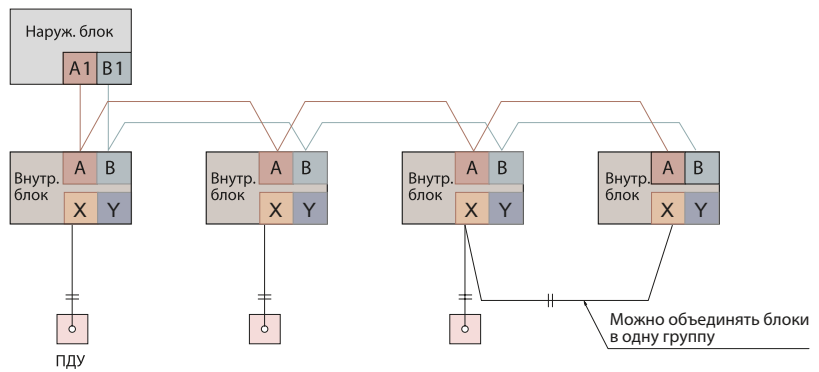 Наруж. блок
A1 B1
A B
Внутр.
блок
X Y
A B
Внутр.
блок
X Y
A B
Внутр.
блок
X Y
A B
Внутр.
блок
X Y
ПДУ
Можно объединять блоки
в одну группу